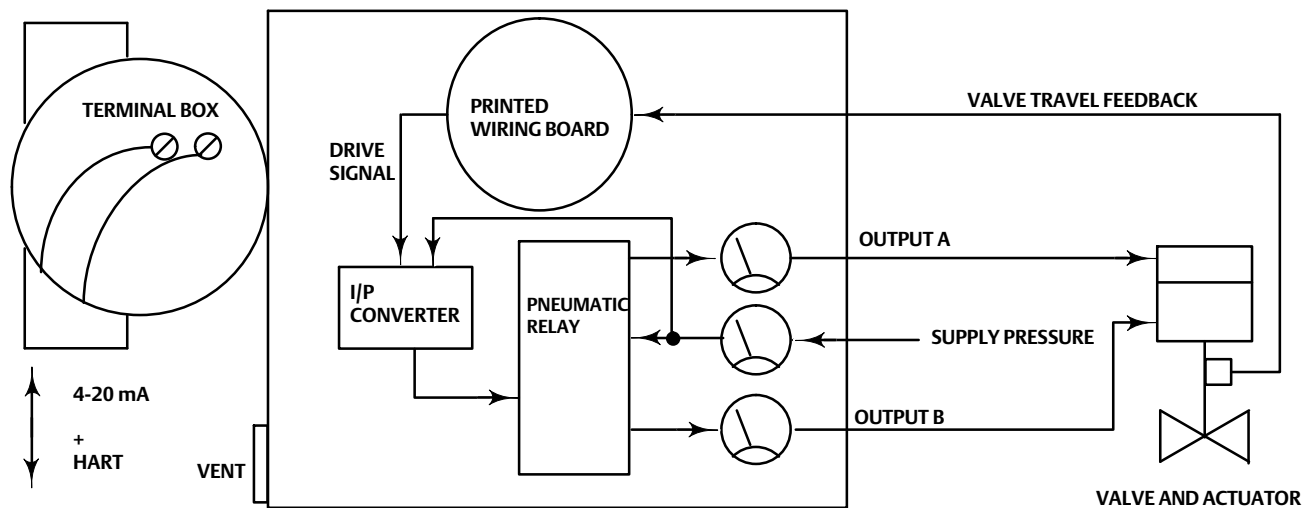 TERMINAL BOX
PRINTED
WIRING BOARD
VALVE TRAVEL FEEDBACK
DRIVE
SIGNAL
OUTPUT A
I/P
CONVERTER
PNEUMATIC
RELAY
SUPPLY PRESSURE
4-20 mA
+
HART
OUTPUT B
VENT
VALVE AND ACTUATOR